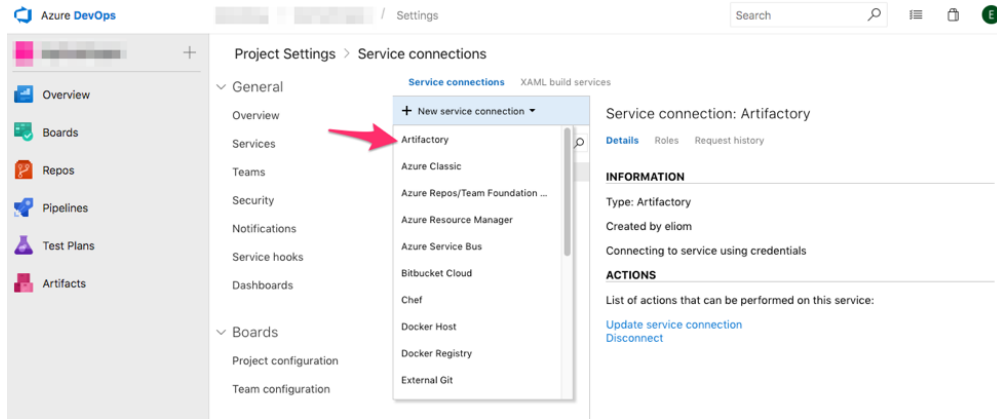 Azure DevOps
/ Settings
Search
E
Overview
Boards
Repos
Pipelines
Test Plans
Artifacts
Project Settings > Service connections
General
Overview
Services
Teams
Security
Notifications
Service hooks
Dashboards
Boards
Project configuration
Team configuration
Service connections XAML build services
+ New service connection
Artifactory
Azure Classic
Azure Repos/Team Foundation ...
Azure Resource Manager
Azure Service Bus
Bitbucket Cloud
Chef
Docker Host
Docker Registry
External Git
Service connection: Artifactory
Details Roles Request history
INFORMATION
Type: Artifactory
Created by eliom
Connecting to service using credentials
ACTIONS
List of actions that can be performed on this service:
Update service connection
Disconnect